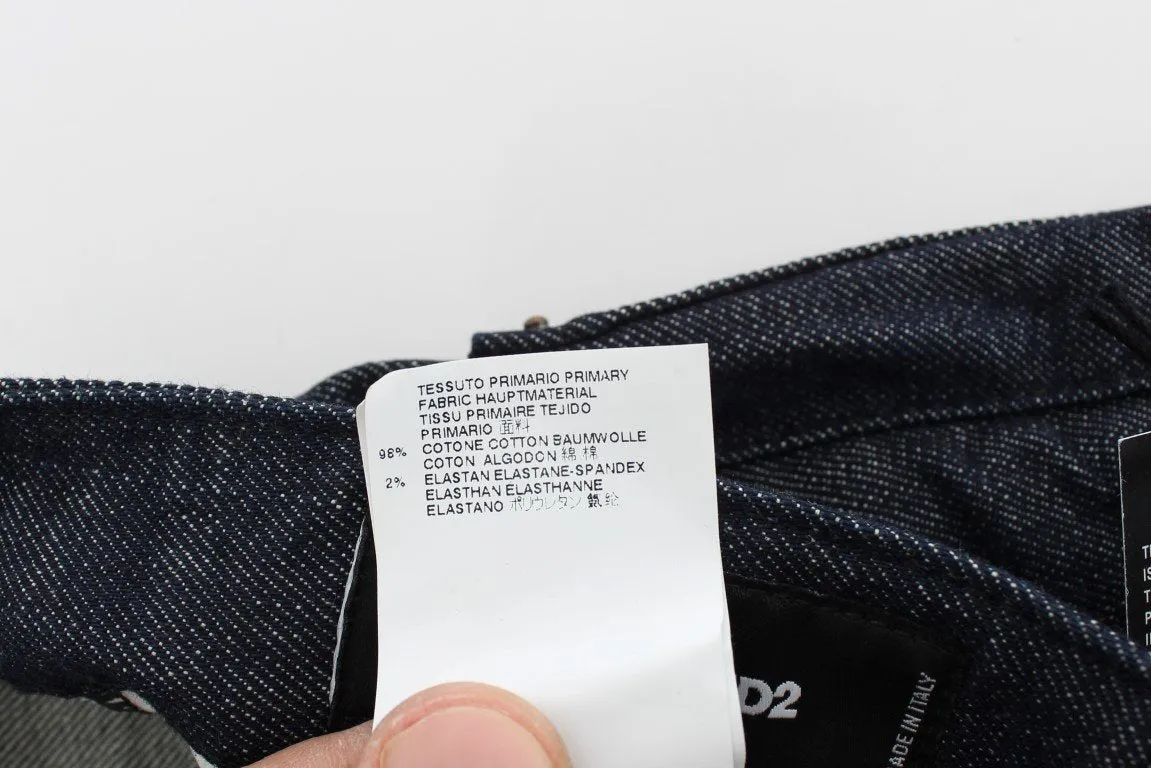 TESSUTO PRIMARIO PRIMARY
FABRIC HAUPTMATERIAL
TISSU PRIMAIRE TEJIDO
PRIMARIO 面料
98% COTONE COTTON BAUMWOLLE
COTON ALGODON 綿 棉
2% ELASTAN ELASTANE-SPANDEX
ELASTHAN ELASTHANNE
ELASTANO ポリウレタン 氨纶
D2
ADE IN ITALY